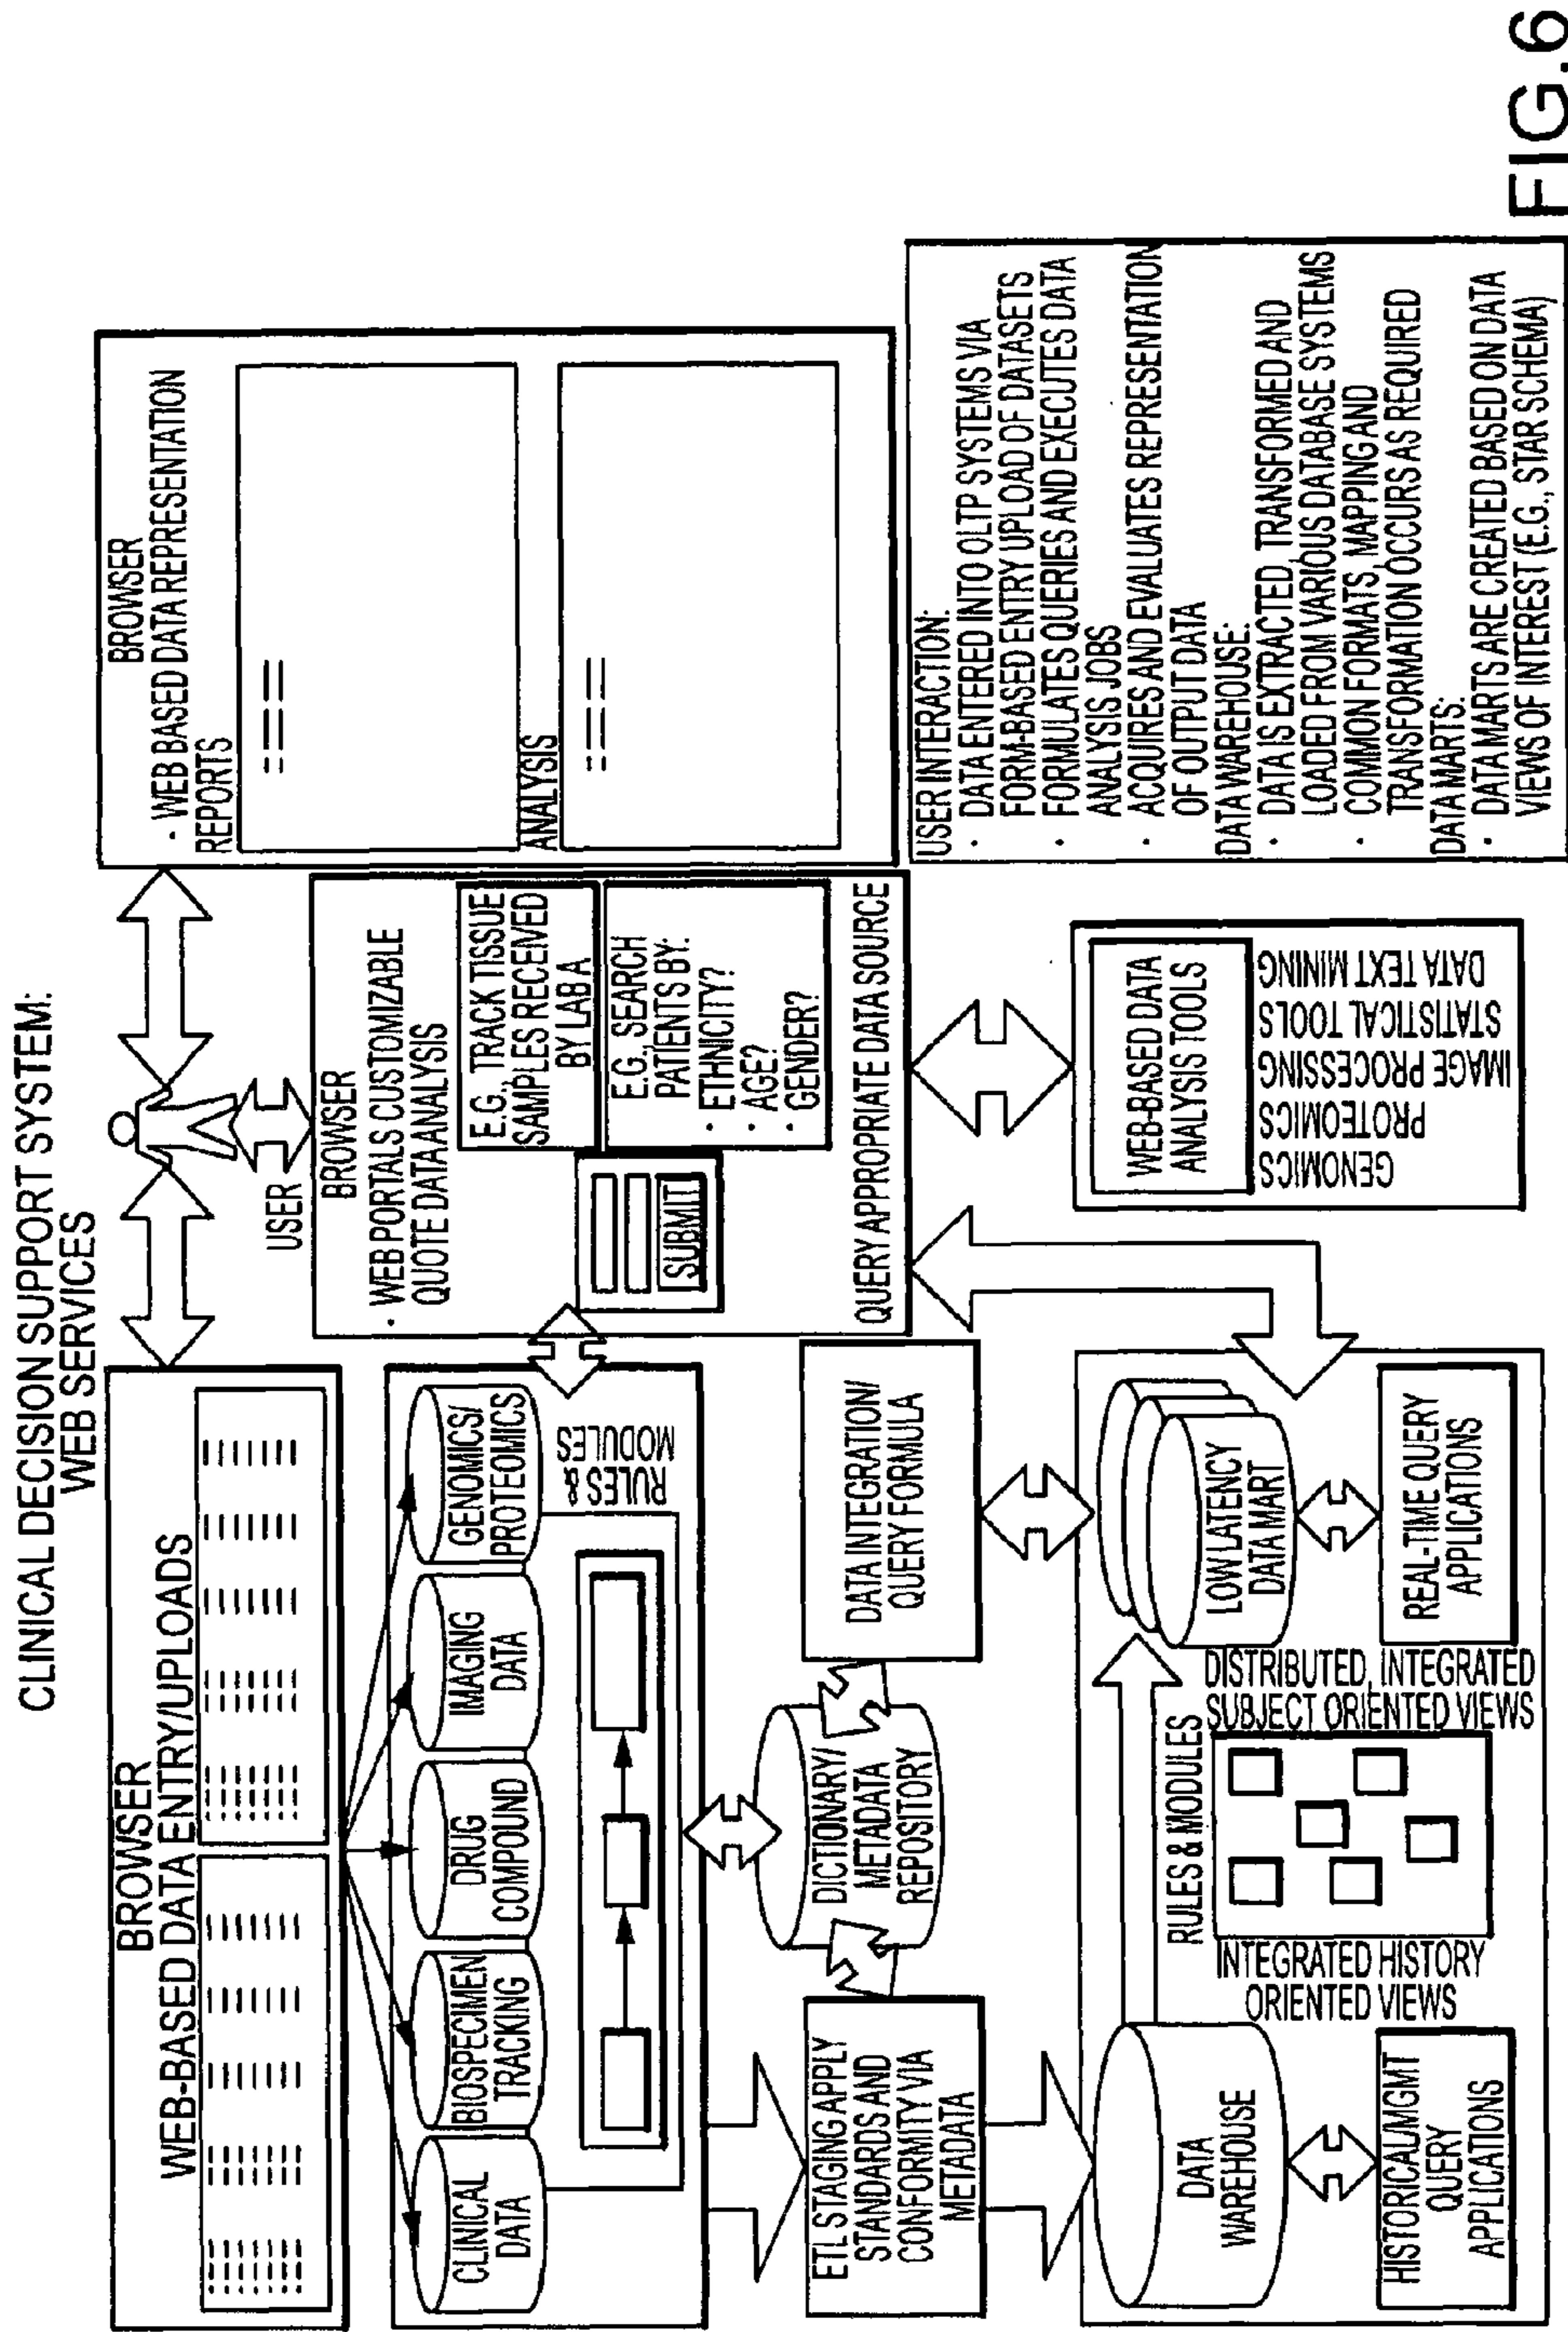 CLINICAL DECISION SUPPORT SYSTEM:
WEB SERVICES
BROWSER
WEB-BASED DATA ENTRY/UPLOADS
USER
BROWSER
· WEB BASED DATA REPRESENTATION
REPORTS
ANALYSIS
BROWSER
· WEB PORTALS CUSTOMIZABLE
QUOTE DATA ANALYSIS
E.G., TRACK TISSUE
SAMPLES RECEIVED
BY LAB A
E.G., SEARCH
PATIENTS BY:
· ETHNICITY?
· AGE?
· GENDER?
SUBMIT
QUERY APPROPRIATE DATA SOURCE
CLINICAL
DATA
BIOSPECIMEN
TRACKING
DRUG
COMPOUND
IMAGING
DATA
GENOMICS/
PROTEOMICS
RULES &
MODULES
ETL STAGING APPLY
STANDARDS AND
CONFORMITY VIA
METADATA
DICTIONARY/
METADATA
REPOSITORY
DATA INTEGRATION/
QUERY FORMULA
WEB-BASED DATA
ANALYSIS TOOLS
GENOMICS
PROTEOMICS
IMAGE PROCESSING
STATISTICAL TOOLS
DATA TEXT MINING
DATA
WAREHOUSE
HISTORICAL/MGMT
QUERY
APPLICATIONS
RULES & MODULES
INTEGRATED HISTORY
ORIENTED VIEWS
DISTRIBUTED, INTEGRATED
SUBJECT ORIENTED VIEWS
LOW LATENCY
DATA MART
REAL-TIME QUERY
APPLICATIONS
USER INTERACTION:
· DATA ENTERED INTO OLTP SYSTEMS VIA
FORM-BASED ENTRY UPLOAD OF DATASETS
· FORMULATES QUERIES AND EXECUTES DATA
ANALYSIS JOBS
· ACQUIRES AND EVALUATES REPRESENTATION
OF OUTPUT DATA
DATA WAREHOUSE:
· DATA IS EXTRACTED, TRANSFORMED AND
LOADED FROM VARIOUS DATABASE SYSTEMS
· COMMON FORMATS, MAPPING AND
TRANSFORMATION OCCURS AS REQUIRED
DATA MARTS:
· DATA MARTS ARE CREATED BASED ON DATA
VIEWS OF INTEREST (E.G., STAR SCHEMA)
FIG.6